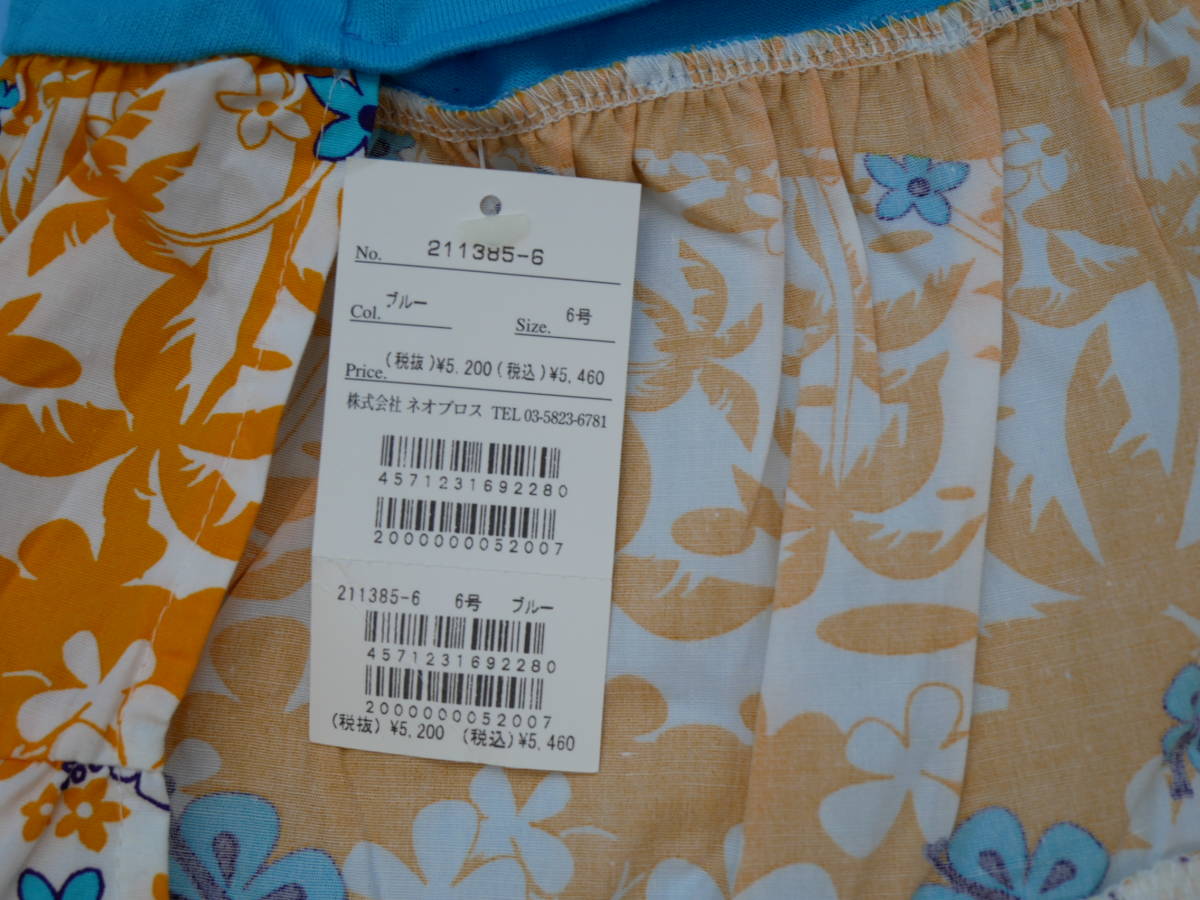 No. 211385-6
Col. ブルー Size. 6号
Price. (税抜)¥5,200(税込)¥5,460
株式会社 ネオブロス TEL 03-5823-6781
4571231692280
2000000052007
211385-6 6号 ブルー
4571231692280
2000000052007
(税抜)¥5,200 (税込)¥5,460